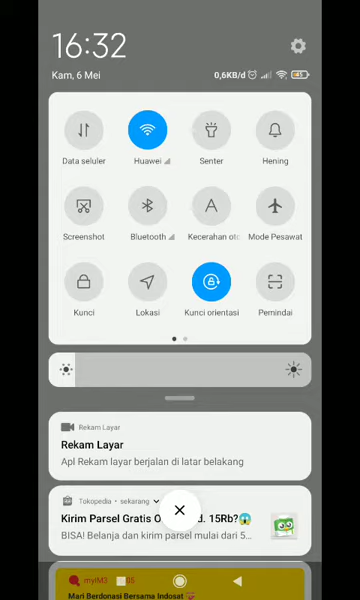 16:32
Kam, 6 Mei
0,6KB/d
45
Data seluler
Huawei
Senter
Hening
Screenshot
Bluetooth
Kecerahan oto
Mode Pesawat
Kunci
Lokasi
Kunci orientasi
Pemindai
Rekam Layar
Rekam Layar
Apl Rekam layar berjalan di latar belakang
Tokopedia • sekarang
Kirim Parsel Gratis O d. 15Rb?😱
BISA! Belanja dan kirim parsel mulai dari 5...
myIM3
Mari Berdonasi Bersama Indosat